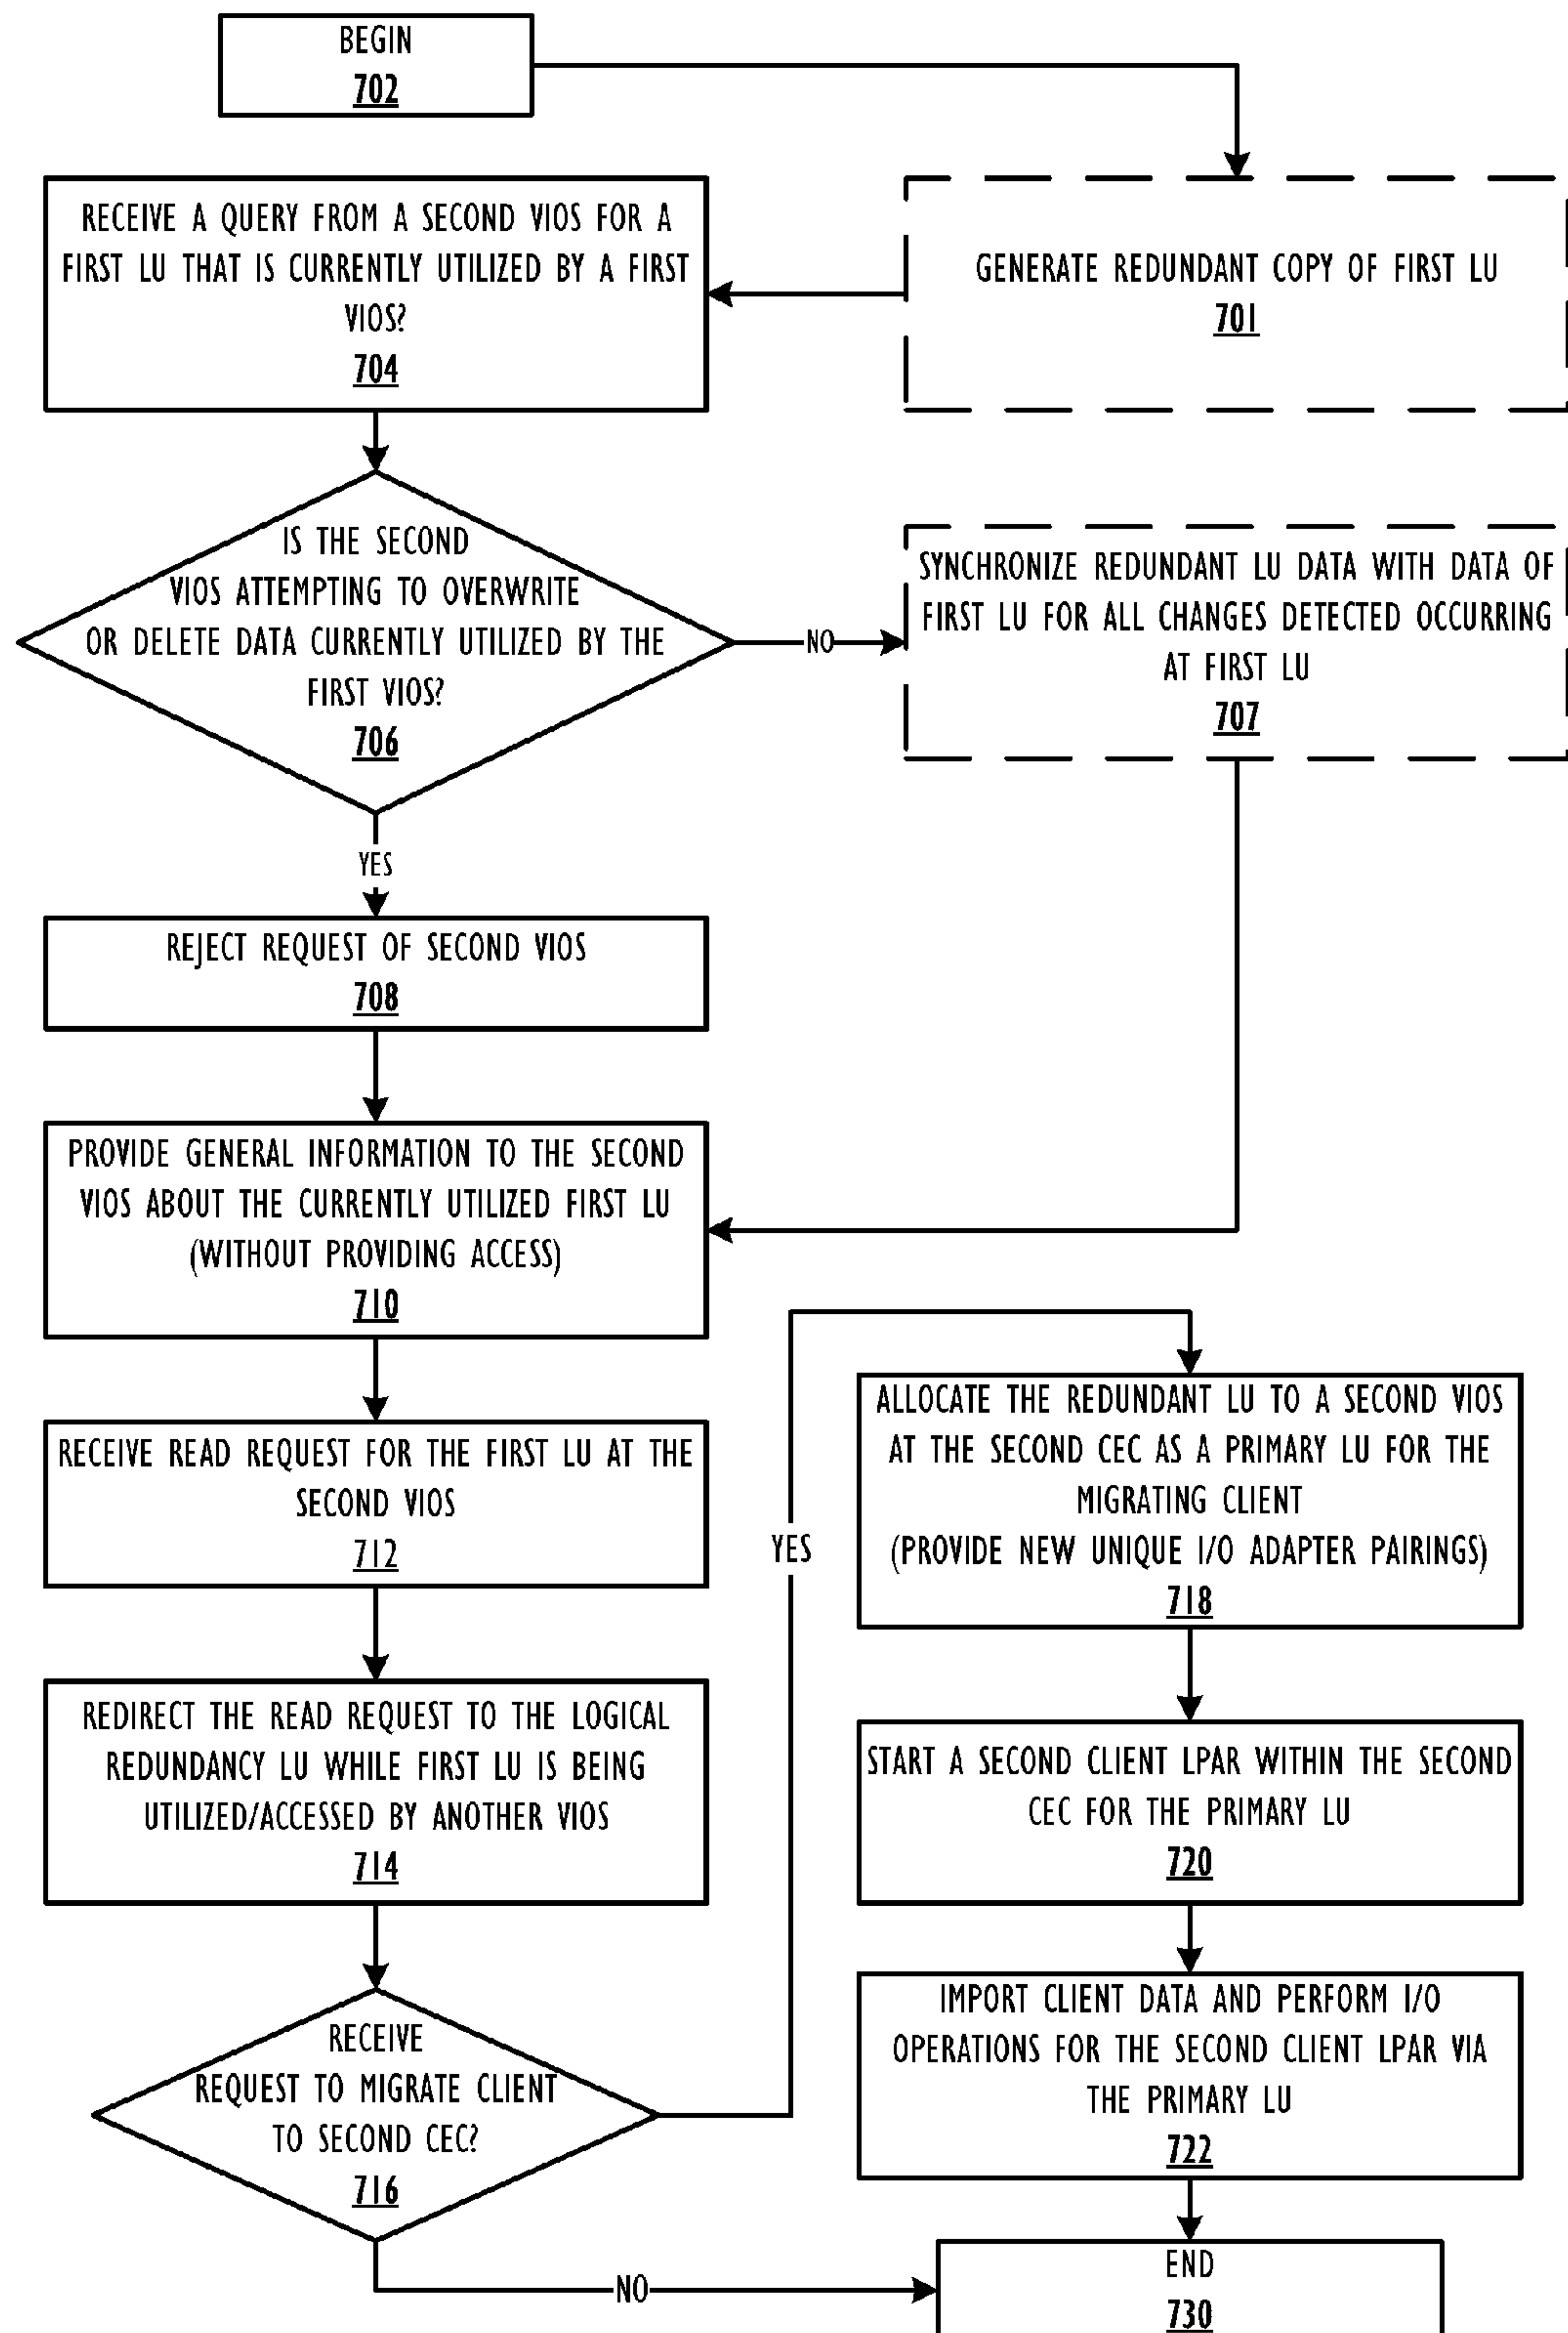 BEGIN
702
GENERATE REDUNDANT COPY OF FIRST LU
701
RECEIVE A QUERY FROM A SECOND VIOS FOR A
FIRST LU THAT IS CURRENTLY UTILIZED BY A FIRST
VIOS?
704
IS THE SECOND
VIOS ATTEMPTING TO OVERWRITE
OR DELETE DATA CURRENTLY UTILIZED BY THE
FIRST VIOS?
706
NO
SYNCHRONIZE REDUNDANT LU DATA WITH DATA OF
FIRST LU FOR ALL CHANGES DETECTED OCCURRING
AT FIRST LU
707
YES
REJECT REQUEST OF SECOND VIOS
708
PROVIDE GENERAL INFORMATION TO THE SECOND
VIOS ABOUT THE CURRENTLY UTILIZED FIRST LU
(WITHOUT PROVIDING ACCESS)
710
RECEIVE READ REQUEST FOR THE FIRST LU AT THE
SECOND VIOS
712
REDIRECT THE READ REQUEST TO THE LOGICAL
REDUNDANCY LU WHILE FIRST LU IS BEING
UTILIZED/ACCESSED BY ANOTHER VIOS
714
RECEIVE
REQUEST TO MIGRATE CLIENT
TO SECOND CEC?
716
YES
ALLOCATE THE REDUNDANT LU TO A SECOND VIOS
AT THE SECOND CEC AS A PRIMARY LU FOR THE
MIGRATING CLIENT
(PROVIDE NEW UNIQUE I/O ADAPTER PAIRINGS)
718
START A SECOND CLIENT LPAR WITHIN THE SECOND
CEC FOR THE PRIMARY LU
720
IMPORT CLIENT DATA AND PERFORM I/O
OPERATIONS FOR THE SECOND CLIENT LPAR VIA
THE PRIMARY LU
722
NO
END
730